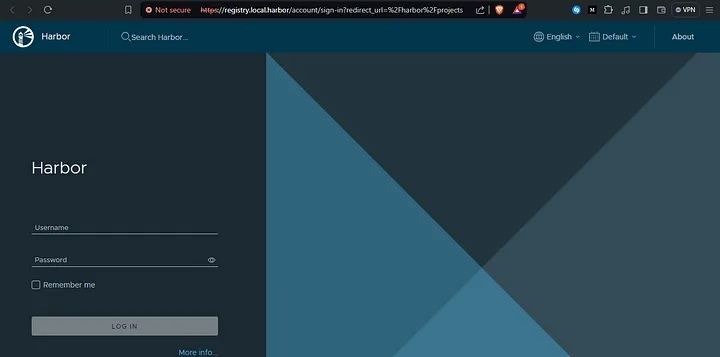 Not secure https://registry.local.harbor/account/sign-in?redirect_url=%2Fharbor%2Fprojects 1 VPN
Harbor Search Harbor... English Default About
Harbor
Username
Password
Remember me
LOG IN
More info...